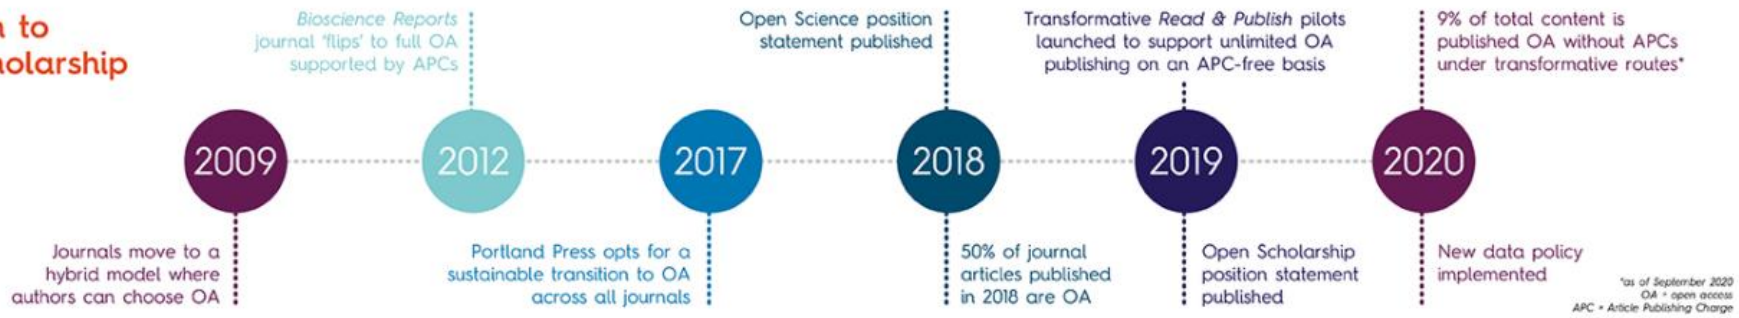 to
Bioscience Reports
journal 'flips' to full OA
supported by APCs
Open Science position
statement published
Transformative Read & Publish pilots
launched to support unlimited OA
publishing on an APC-free basis
9% of total content is
published OA without APCs
under transformative routes*
2009
2012
2017
2018
2019
2020
Journals move to a
hybrid model where
authors can choose OA
Portland Press opts for a
sustainable transition to OA
across all journals
50% of journal
articles published
in 2018 are OA
Open Scholarship
position statement
published
New data policy
implemented
*as of September 2020
OA = open access
APC = Article Publishing Charge